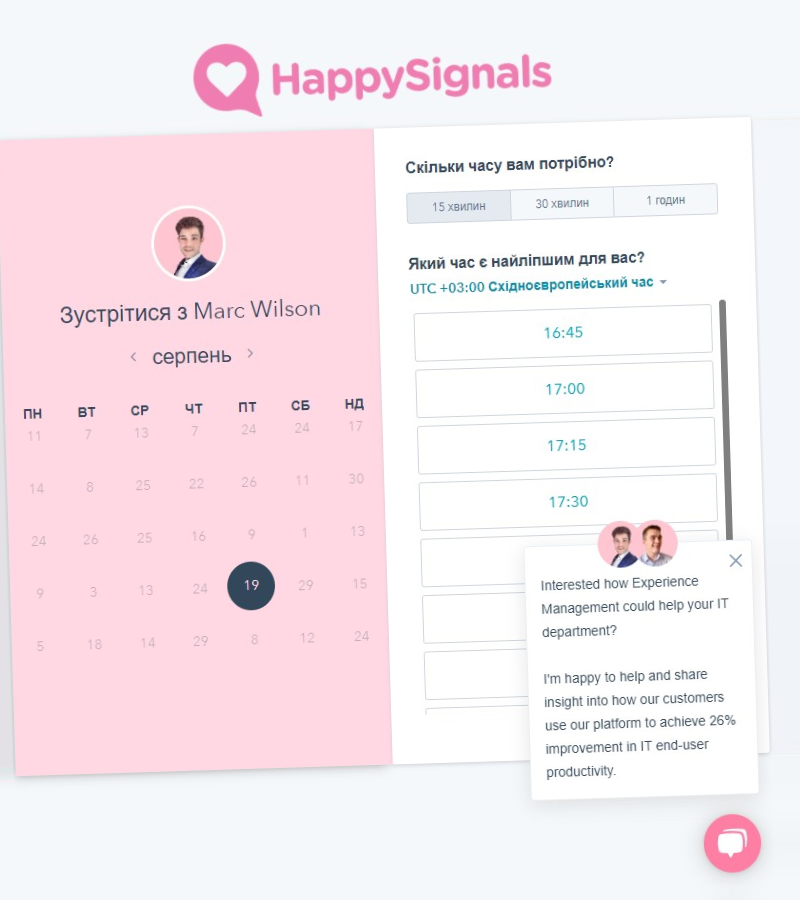 HappySignals
Зустрітися з Marc Wilson
серпень
ПН ВТ СР ЧТ ПТ СБ НД
11 7 13 7 24 24 17
14 8 25 22 26 11 30
24 26 25 16 9 1 13
9 3 13 24 19 29 15
5 18 14 29 8 12 24
Скільки часу вам потрібно?
15 хвилин 30 хвилин 1 годин
Який час є найліпшим для вас?
UTC +03:00 Східноєвропейський час
16:45
17:00
17:15
17:30
Interested how Experience
Management could help your IT
department?
I'm happy to help and share
insight into how our customers
use our platform to achieve 26%
improvement in IT end-user
productivity.